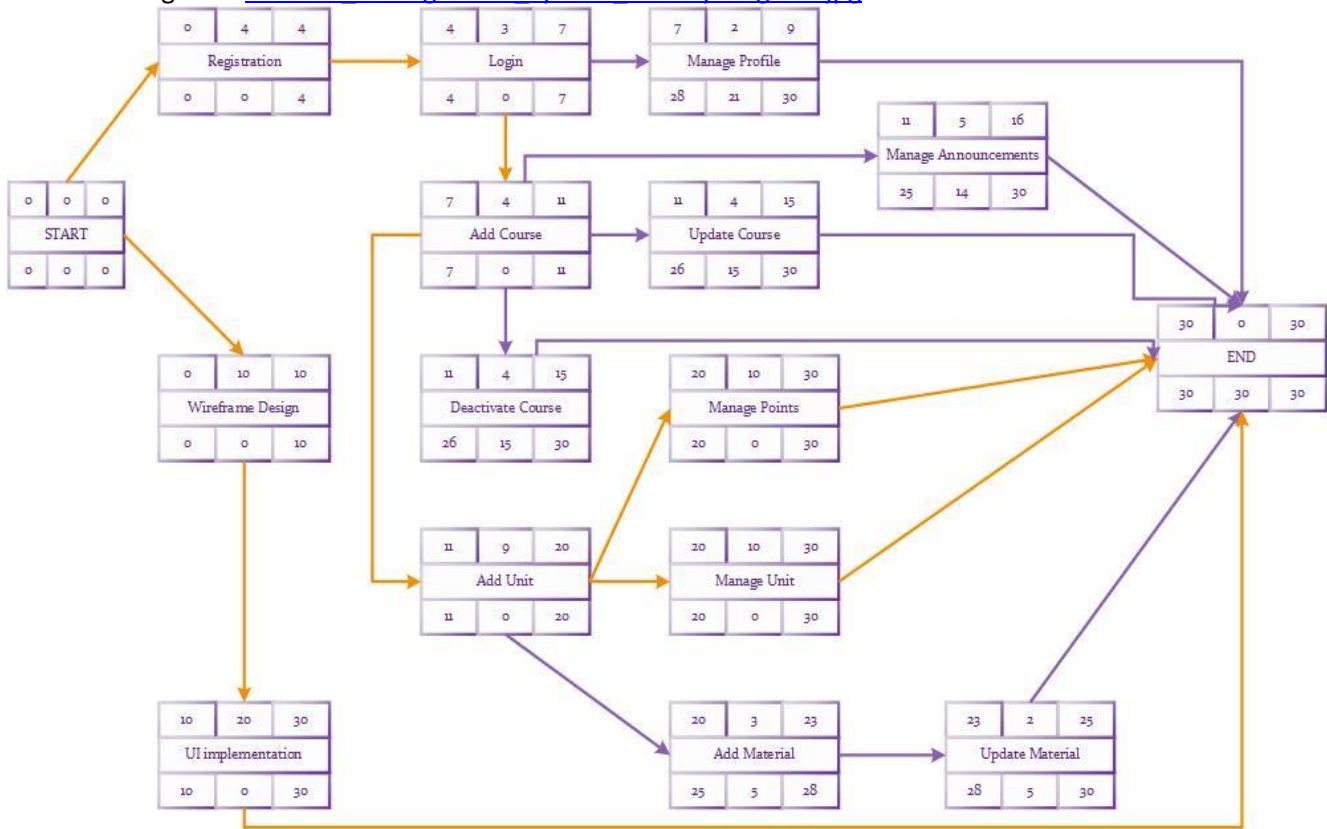 0 4 4
Registration
0 0 4
4 3 7
Login
4 0 7
7 2 9
Manage Profile
28 21 30
11 5 16
Manage Announcements
25 14 30
0 0 0
START
0 0 0
7 4 11
Add Course
7 0 11
11 4 15
Update Course
26 15 30
30 0 30
END
30 30 30
0 10 10
Wireframe Design
0 0 10
11 4 15
Deactivate Course
26 15 30
20 10 30
Manage Points
20 0 30
11 9 20
Add Unit
11 0 20
20 10 30
Manage Unit
20 0 30
10 20 30
UI implementation
10 0 30
20 3 23
Add Material
25 5 28
23 2 25
Update Material
28 5 30